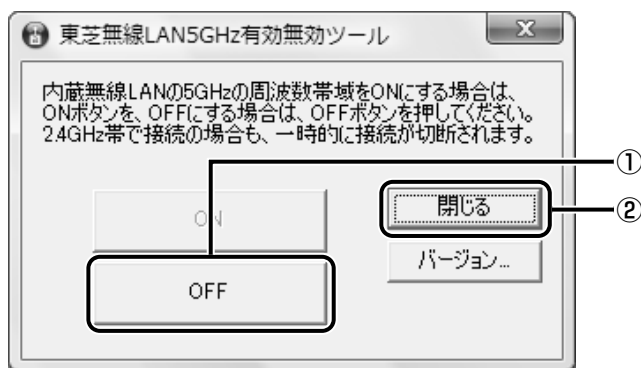 東芝無線LAN5GHz有効無効ツール
内蔵無線LANの5GHzの周波数帯域をONにする場合は、
ONボタンを、OFFにする場合は、OFFボタンを押してください。
2.4GHz帯で接続の場合も、一時的に接続が切断されます。
①
ON
閉じる
②
バージョン...
OFF